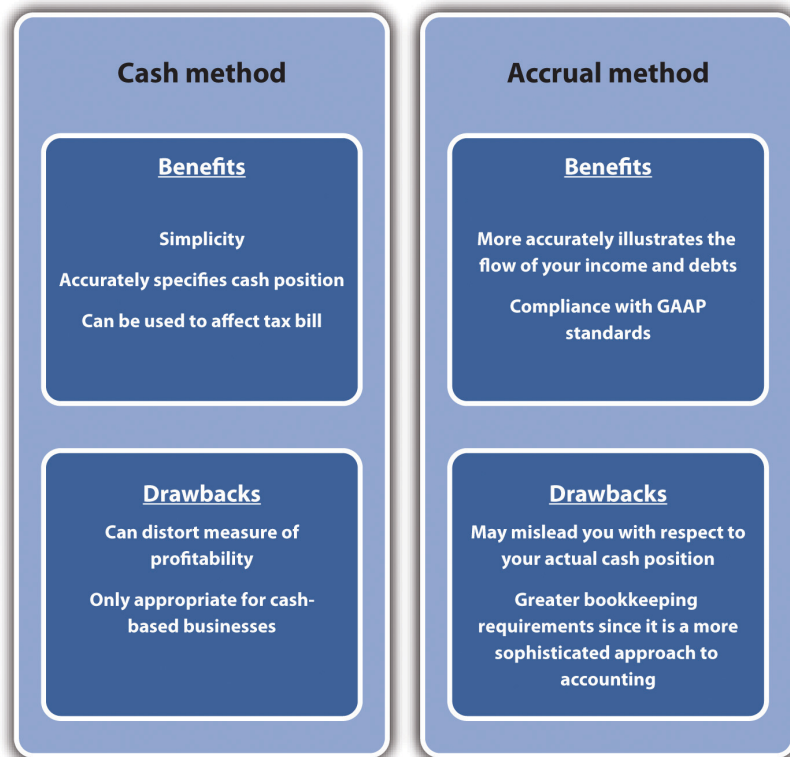 Cash method
Benefits
Simplicity
Accurately specifies cash position
Can be used to affect tax bill
Drawbacks
Can distort measure of
profitability
Only appropriate for cash-
based businesses
Accrual method
Benefits
More accurately illustrates the
flow of your income and debts
Compliance with GAAP
standards
Drawbacks
May mislead you with respect to
your actual cash position
Greater bookkeeping
requirements since it is a more
sophisticated approach to
accounting